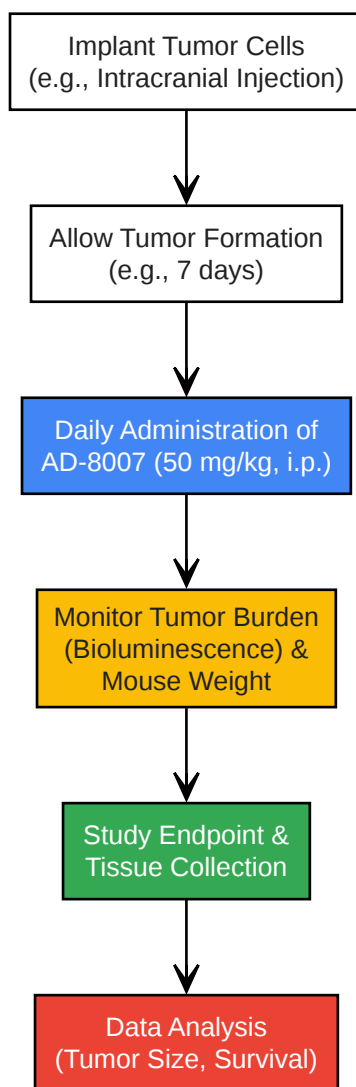 Implant Tumor Cells
(e.g., Intracranial Injection)
Allow Tumor Formation
(e.g., 7 days)
Daily Administration of
AD-8007 (50 mg/kg, i.p.)
Monitor Tumor Burden
(Bioluminescence) &
Mouse Weight
Study Endpoint &
Tissue Collection
Data Analysis
(Tumor Size, Survival)